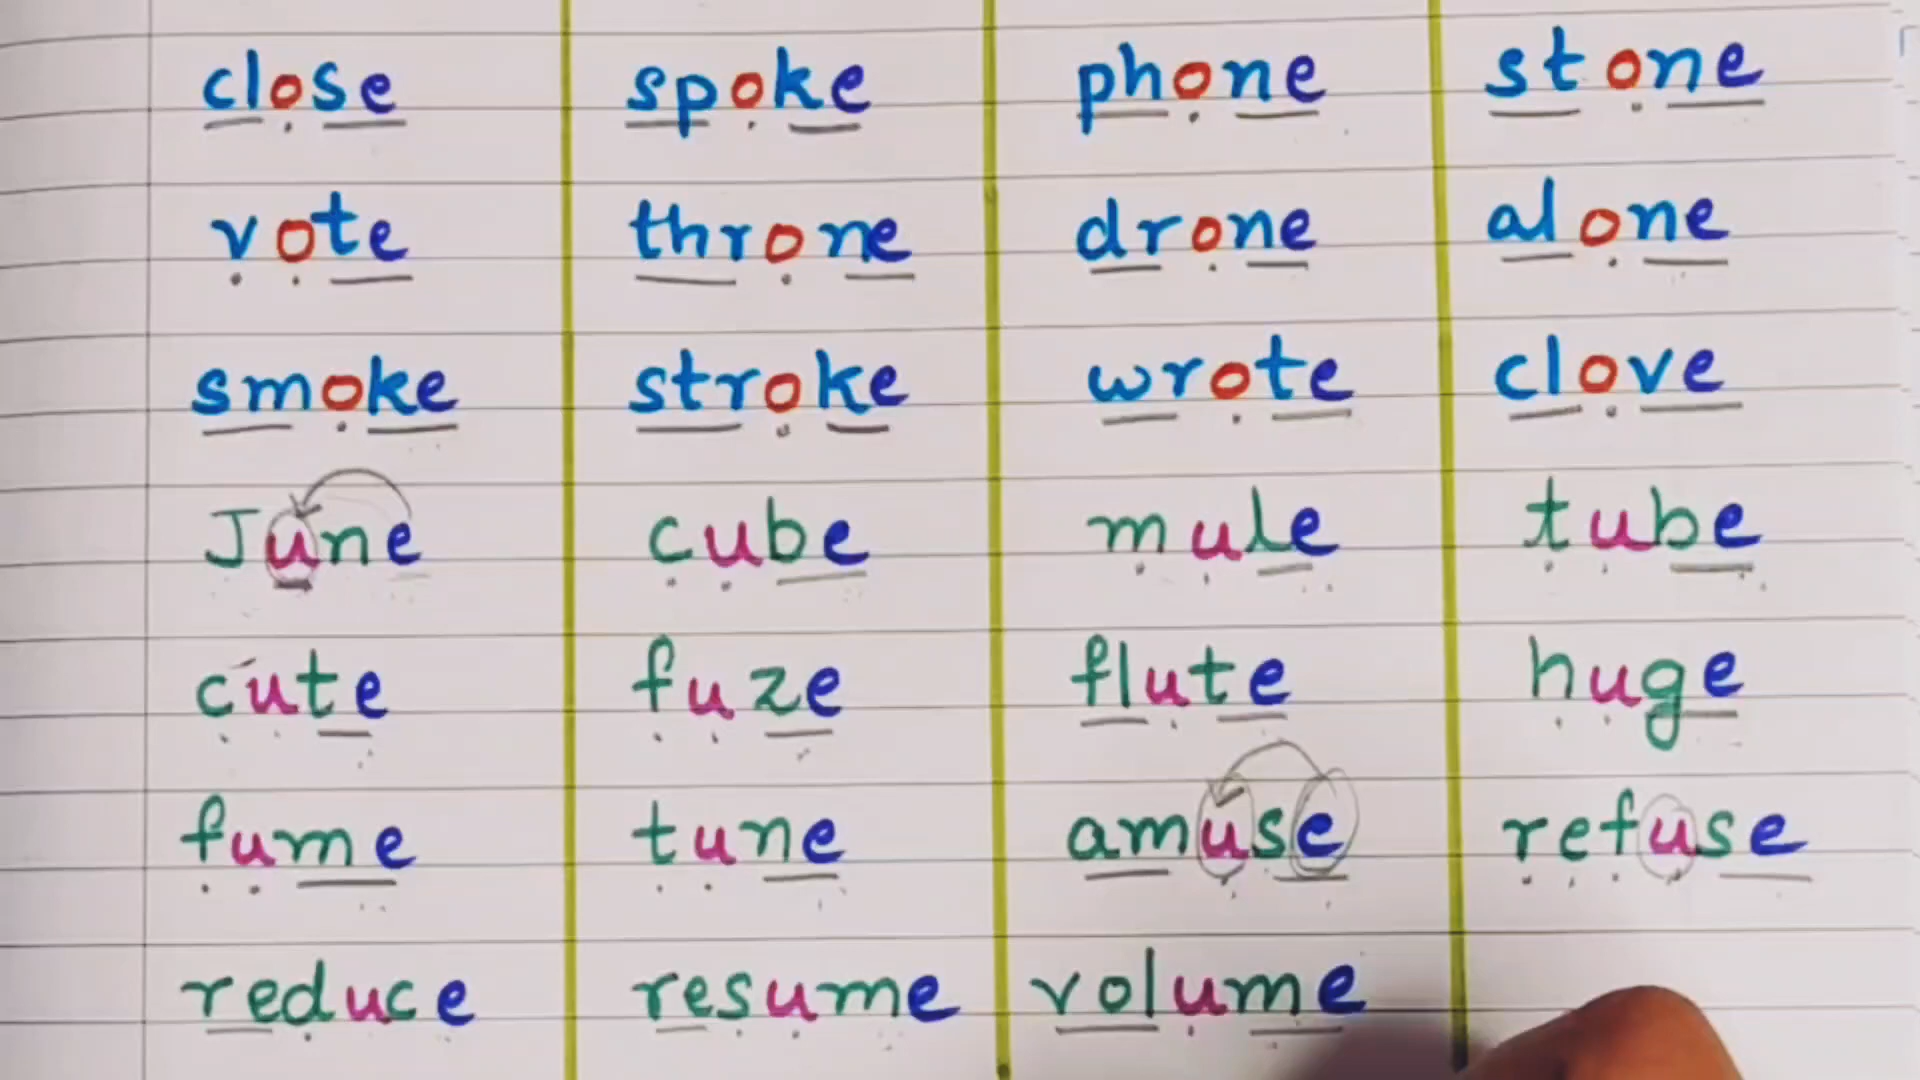 close spoke phone stone
vote throne drone alone
smoke stroke wrote clove
June cube mule tube
cute fuze flute huge
fume tune amuse refuse
reduce resume volume